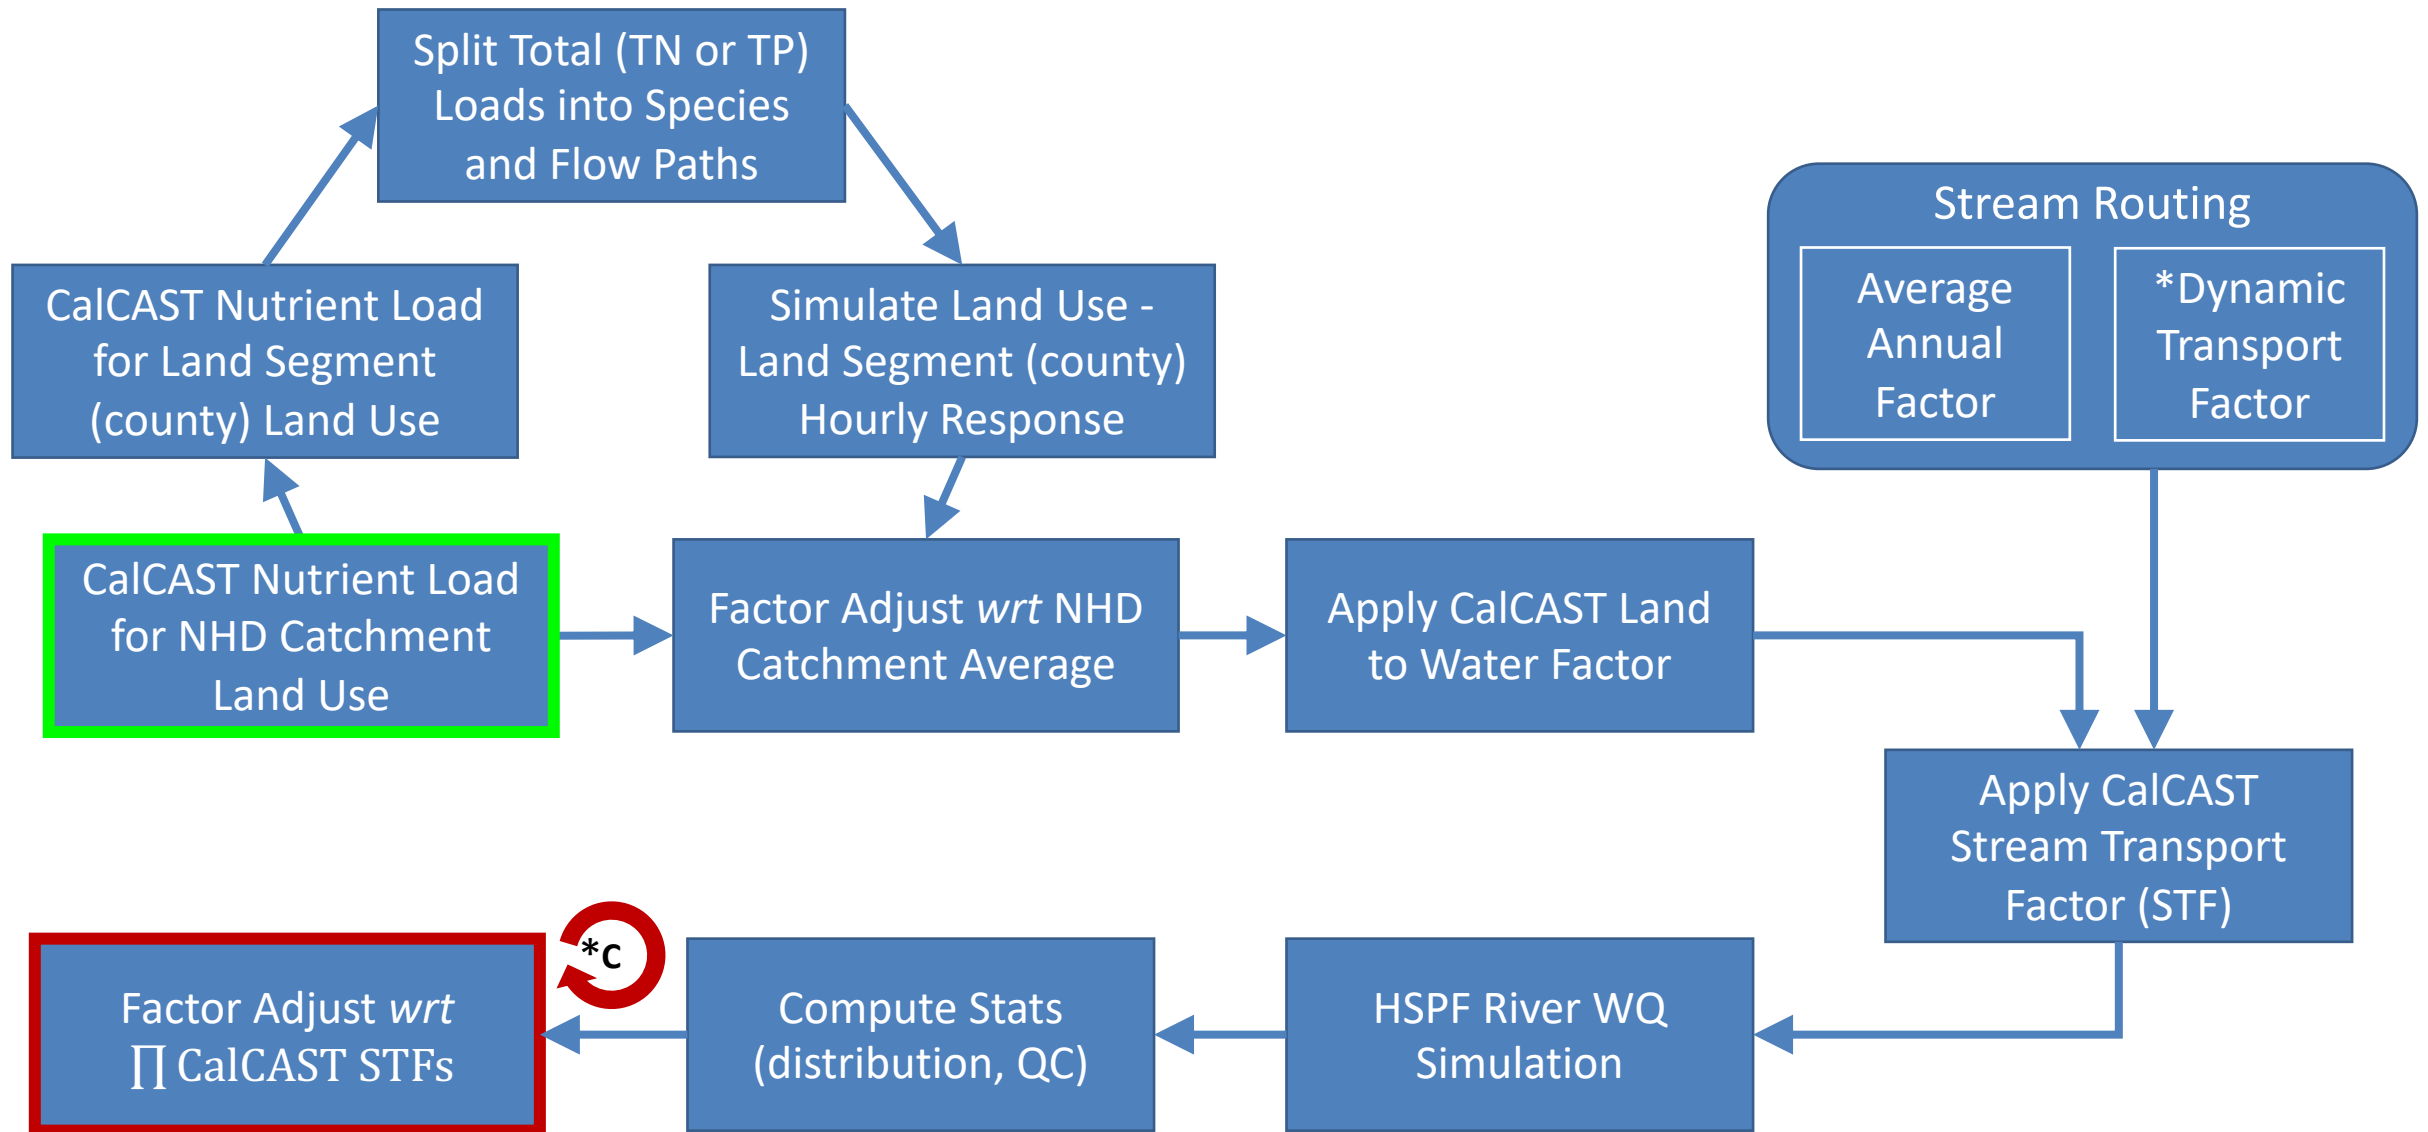 Split Total (TN or TP)
Loads into Species
and Flow Paths
Stream Routing
Average
Annual
Factor
*Dynamic
Transport
Factor
CalCAST Nutrient Load
for Land Segment
(county) Land Use
Simulate Land Use -
Land Segment (county)
Hourly Response
CalCAST Nutrient Load
for NHD Catchment
Land Use
Factor Adjust wrt NHD
Catchment Average
Apply CalCAST Land
to Water Factor
Apply CalCAST
Stream Transport
Factor (STF)
*C
Factor Adjust wrt
∏ CalCAST STFs
Compute Stats
(distribution, QC)
HSPF River WQ
Simulation